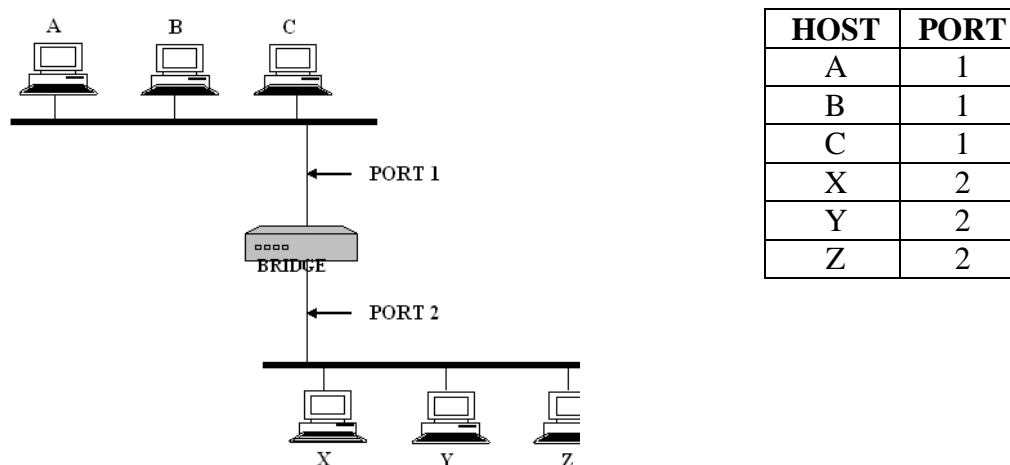 A B C
PORT 1
BRIDGE
PORT 2
X Y Z
HOST PORT
A 1
B 1
C 1
X 2
Y 2
Z 2